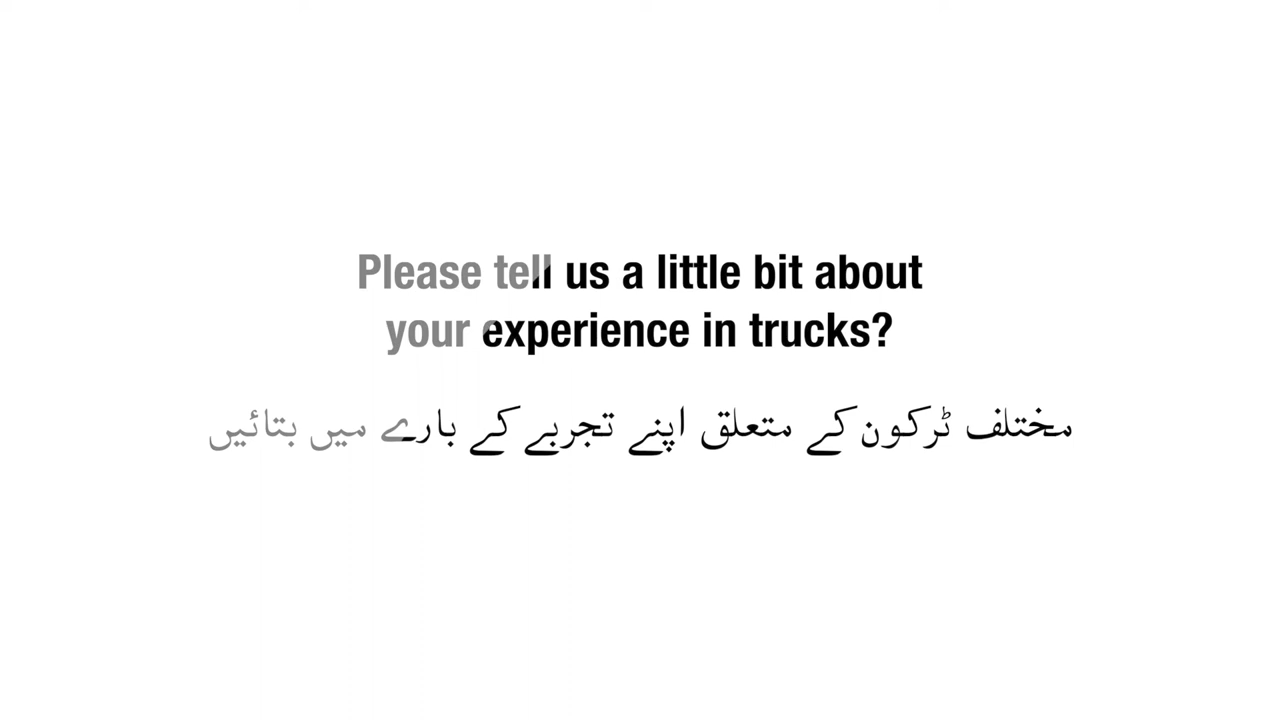 Please tell us a little bit about
your experience in trucks?
مختلف ٹرکون کے متعلق اپنے تجربے کے بارے میں بتائیں